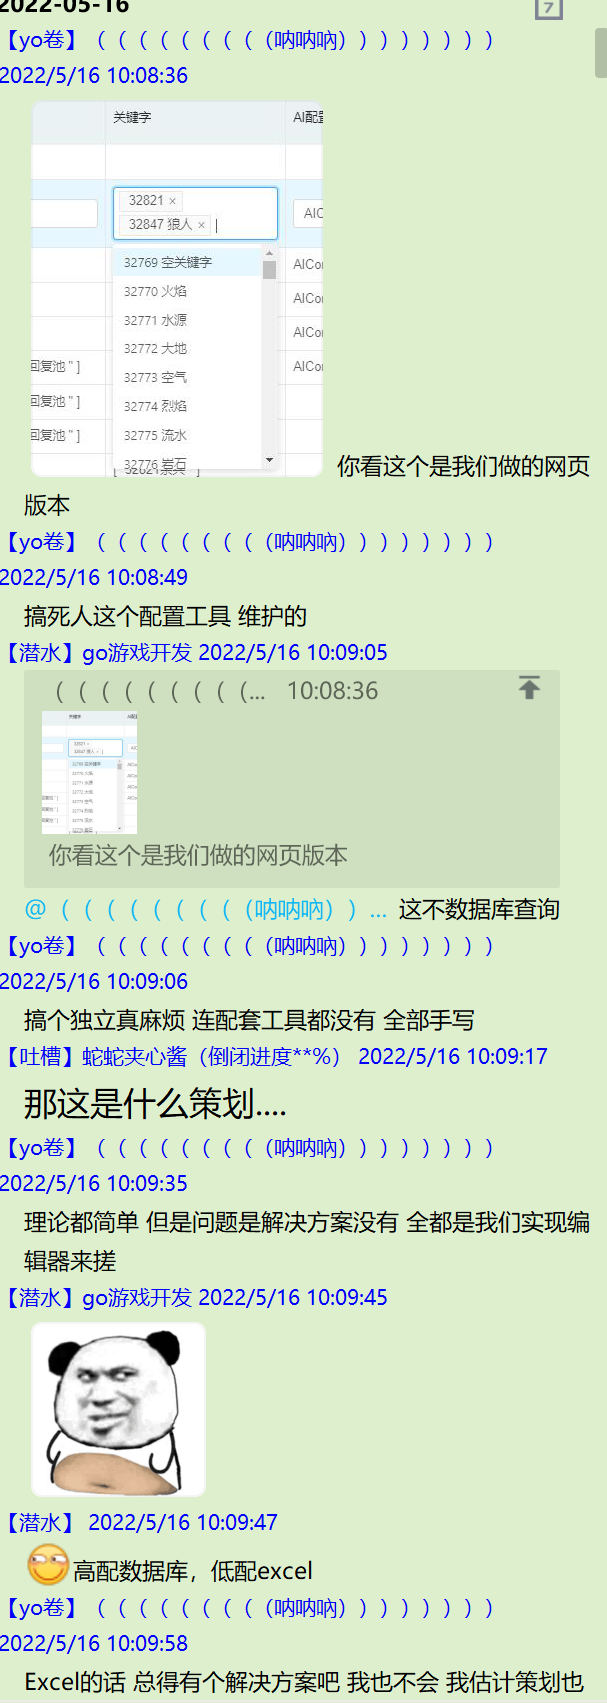 2022-05-16
7
【yo卷】（（（（（（（（（呐呐呐））））））））
2022/5/16 10:08:36
关键字
AI配置
32821 ×
32847 狼人 ×
AIC
32769 空关键字
AICo
32770 火焰
AICo
32771 水源
AICo
32772 大地
回复池 " ]
AICo
32773 空气
回复池 " ]
32774 烈焰
回复池 " ]
32775 流水
32776 岩石
你看这个是我们做的网页
版本
【yo卷】（（（（（（（（（呐呐呐））））））））
2022/5/16 10:08:49
搞死人这个配置工具 维护的
【潜水】go游戏开发 2022/5/16 10:09:05
（（（（（（（（（... 10:08:36
你看这个是我们做的网页版本
@（（（（（（（（（呐呐呐））... 这不数据库查询
【yo卷】（（（（（（（（（呐呐呐））））））））
2022/5/16 10:09:06
搞个独立真麻烦 连配套工具都没有 全部手写
【吐槽】蛇蛇夹心酱（倒闭进度**%） 2022/5/16 10:09:17
那这是什么策划....
【yo卷】（（（（（（（（（呐呐呐））））））））
2022/5/16 10:09:35
理论都简单 但是问题是解决方案没有 全都是我们实现编
辑器来搓
【潜水】go游戏开发 2022/5/16 10:09:45
【潜水】 2022/5/16 10:09:47
高配数据库，低配excel
【yo卷】（（（（（（（（（呐呐呐））））））））
2022/5/16 10:09:58
Excel的话 总得有个解决方案吧 我也不会 我估计策划也